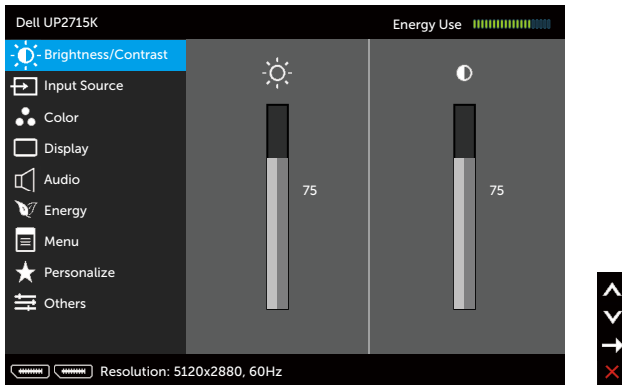 Dell UP2715K
Energy Use
Brightness/Contrast
Input Source
Color
Display
Audio
Energy
Menu
Personalize
Others
75
75
Resolution: 5120x2880, 60Hz